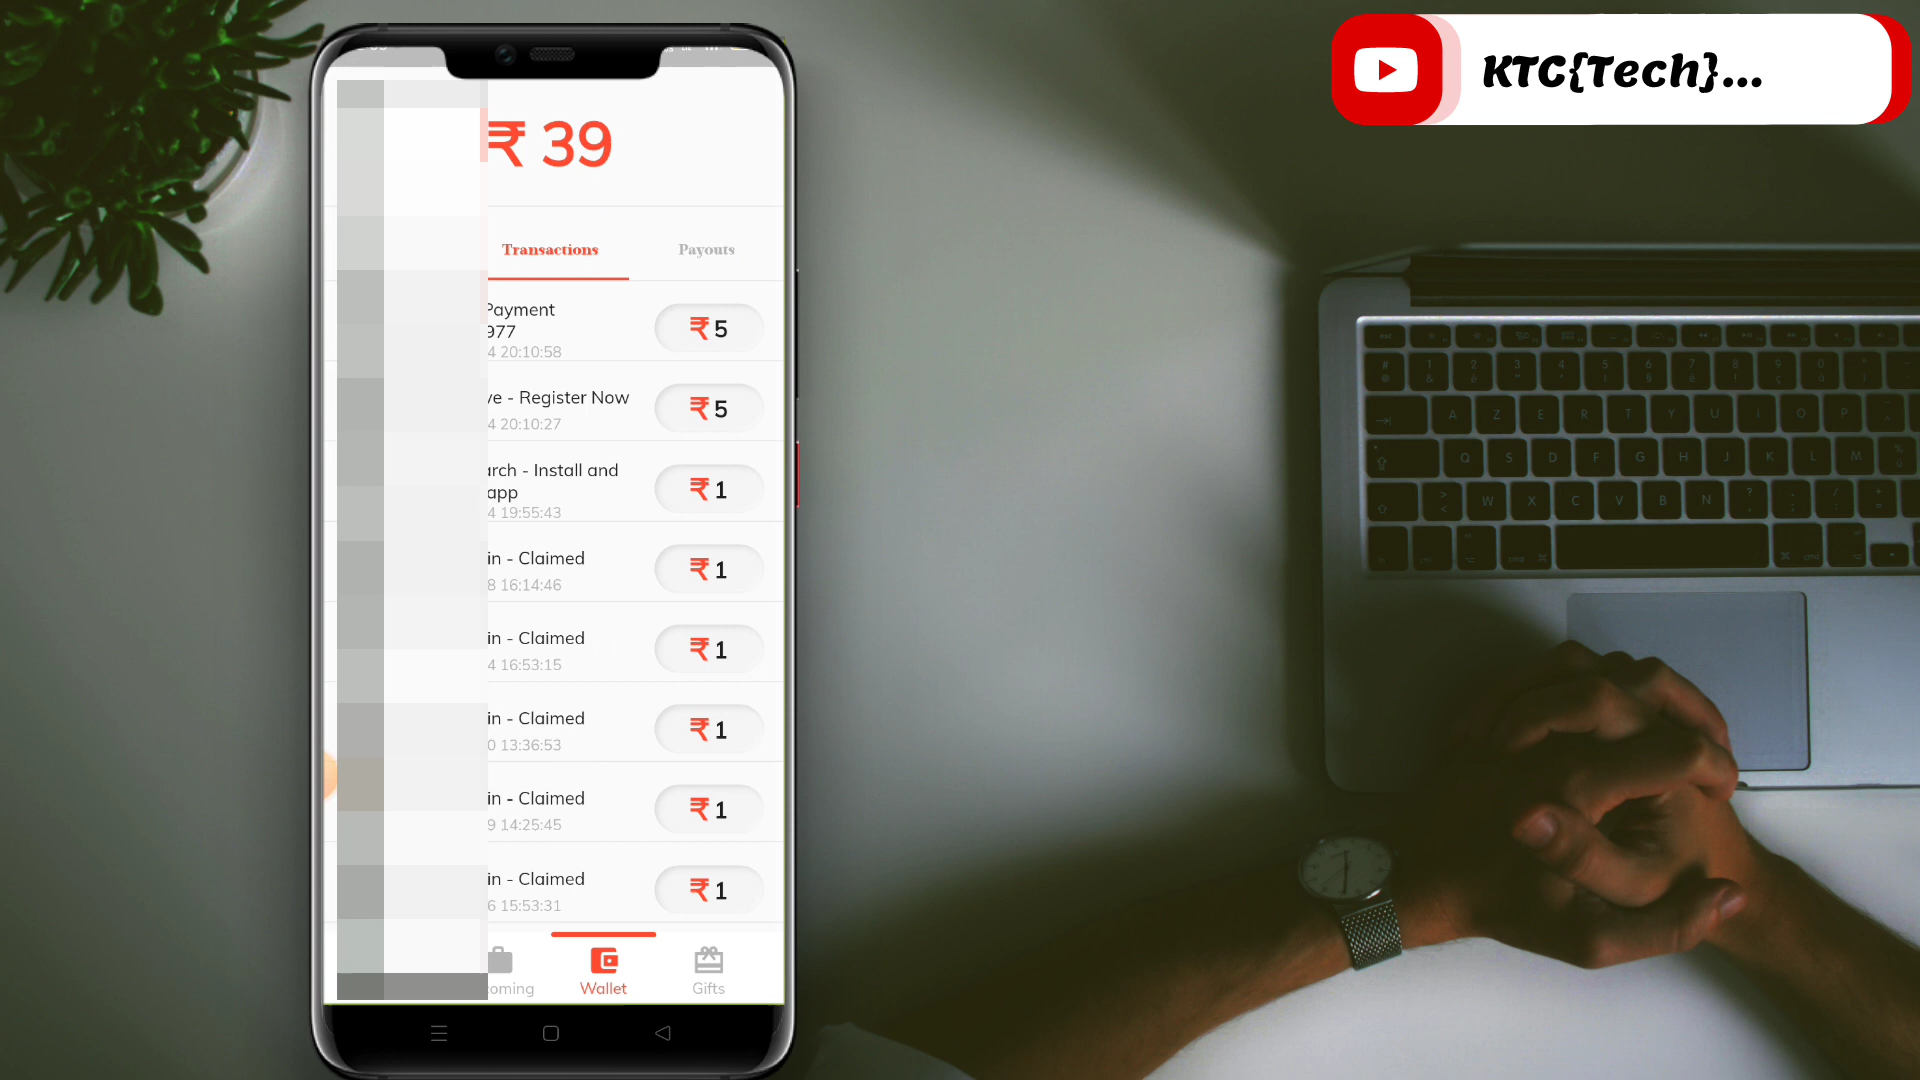 KTC{Tech}...
₹ 39
Transactions
Payouts
Payment
977
₹ 5
4 20:10:58
ve - Register Now
₹ 5
4 20:10:27
arch - Install and
app
₹ 1
4 19:55:43
in - Claimed
₹ 1
8 16:14:46
in - Claimed
₹ 1
4 16:53:15
in - Claimed
₹ 1
0 13:36:53
in - Claimed
₹ 1
9 14:25:45
in - Claimed
₹ 1
6 15:53:31
coming
Wallet
Gifts